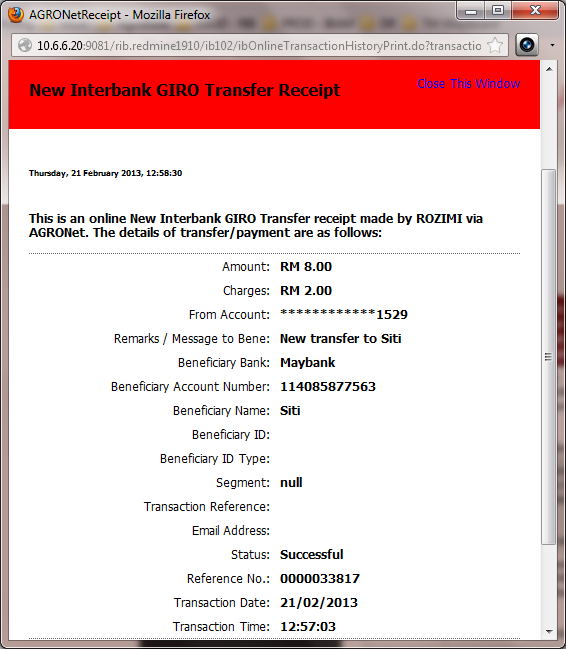 AGRONetReceipt - Mozilla Firefox
10.6.6.20:9081/rib.redmine1910/ib102/ibOnlineTransactionHistoryPrint.do?transactio
New Interbank GIRO Transfer Receipt
Close This Window
Thursday, 21 February 2013, 12:58:30
This is an online New Interbank GIRO Transfer receipt made by ROZIMI via
AGRONet. The details of transfer/payment are as follows:
Amount: RM 8.00
Charges: RM 2.00
From Account: ************1529
Remarks / Message to Bene: New transfer to Siti
Beneficiary Bank: Maybank
Beneficiary Account Number: 114085877563
Beneficiary Name: Siti
Beneficiary ID:
Beneficiary ID Type:
Segment: null
Transaction Reference:
Email Address:
Status: Successful
Reference No.: 0000033817
Transaction Date: 21/02/2013
Transaction Time: 12:57:03